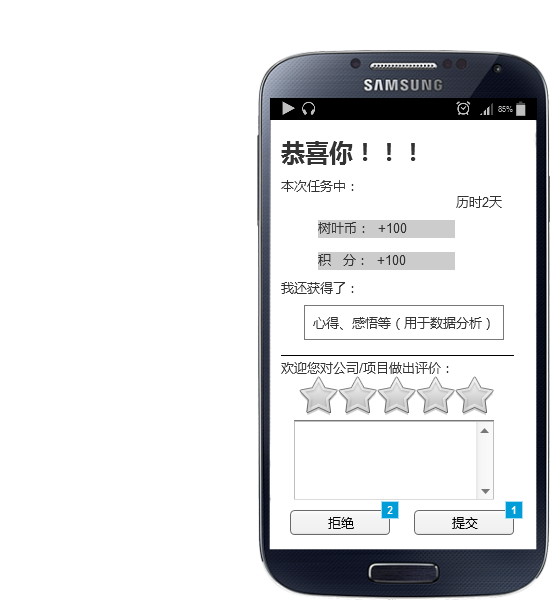 SAMSUNG
85%
恭喜你！！！
本次任务中：
历时2天
树叶币： +100
积 分： +100
我还获得了：
心得、感悟等（用于数据分析）
欢迎您对公司/项目做出评价：
2
1
拒绝
提交